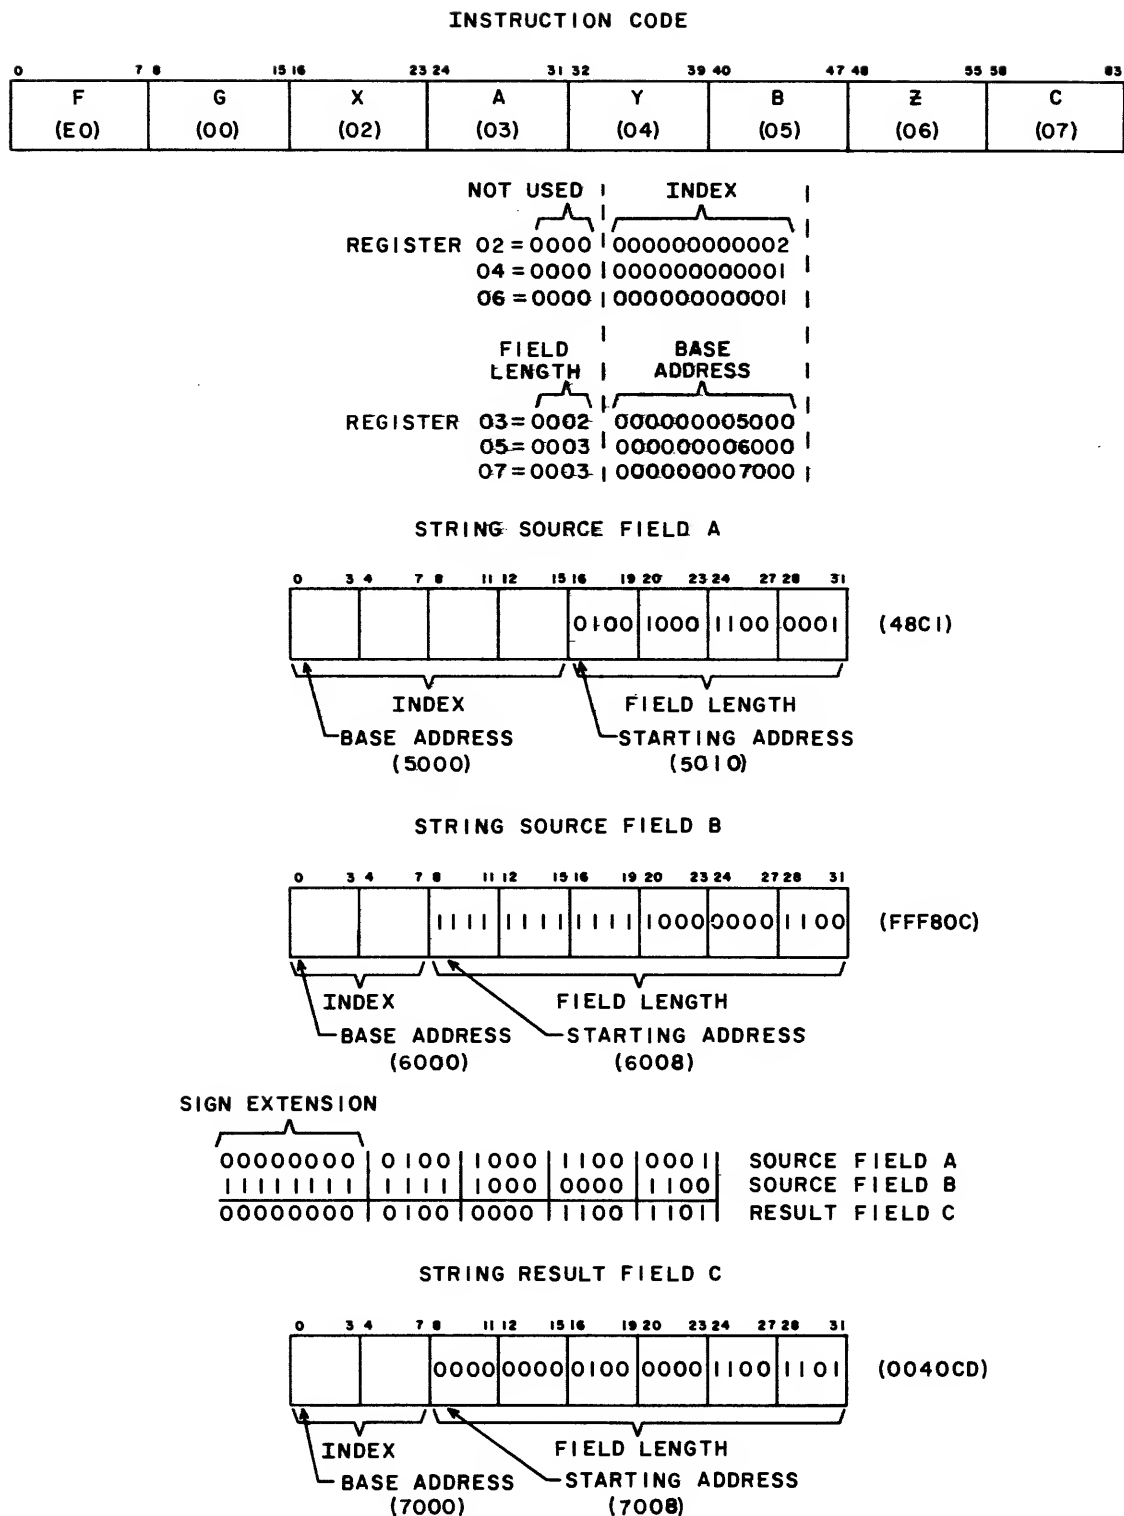 INSTRUCTION CODE
0 7 8 15 16 23 24 31 32 39 40 47 48 55 56 63
F G X A Y B Z C
(E0) (00) (02) (03) (04) (05) (06) (07)
NOT USED INDEX
REGISTER 02 = 0000 000000000002
04 = 0000 000000000001
06 = 0000 000000000001
FIELD LENGTH BASE ADDRESS
REGISTER 03 = 0002 000000005000
05 = 0003 000000006000
07 = 0003 000000007000
STRING SOURCE FIELD A
0 3 4 7 8 11 12 15 16 19 20 23 24 27 28 31
0100 1000 1100 0001 (48C1)
INDEX FIELD LENGTH
BASE ADDRESS STARTING ADDRESS
(5000) (5010)
STRING SOURCE FIELD B
0 3 4 7 8 11 12 15 16 19 20 23 24 27 28 31
1111 1111 1111 1000 0000 1100 (FFF80C)
INDEX FIELD LENGTH
BASE ADDRESS STARTING ADDRESS
(6000) (6008)
SIGN EXTENSION
00000000 0100 1000 1100 0001 SOURCE FIELD A
11111111 1111 1000 0000 1100 SOURCE FIELD B
00000000 0100 0000 1100 1101 RESULT FIELD C
STRING RESULT FIELD C
0 3 4 7 8 11 12 15 16 19 20 23 24 27 28 31
0000 0000 0100 0000 1100 1101 (0040CD)
INDEX FIELD LENGTH
BASE ADDRESS STARTING ADDRESS
(7000) (7008)